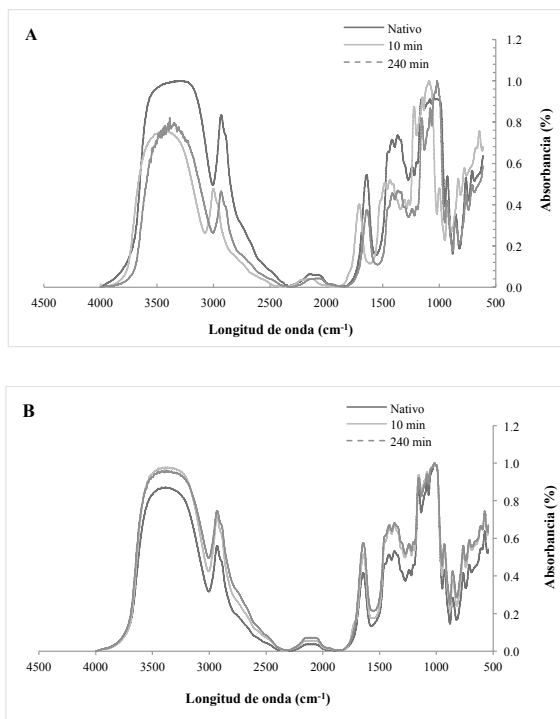 A
Nativo
10 min
240 min
1.2
1.0
0.8
0.6
0.4
0.2
0.0
Absorbancia (%)
4500 4000 3500 3000 2500 2000 1500 1000 500
Longitud de onda (cm-1)
B
Nativo
10 min
240 min
1.2
1.0
0.8
0.6
0.4
0.2
0.0
Absorbancia (%)
4500 4000 3500 3000 2500 2000 1500 1000 500
Longitud de onda (cm-1)